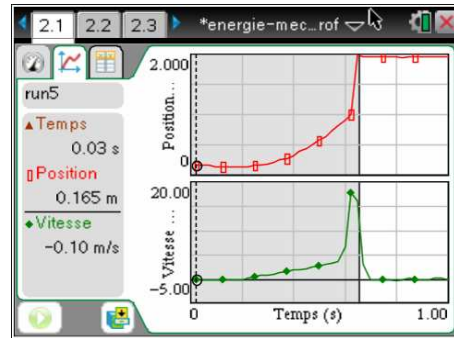 2.1 2.2 2.3 *energie-mec...rof
run5
Temps
0.03 s
Position
0.165 m
Vitesse
-0.10 m/s
2.000
Position...
0
20.00
Vitesse ...
-5.00
0 Temps (s) 1.00